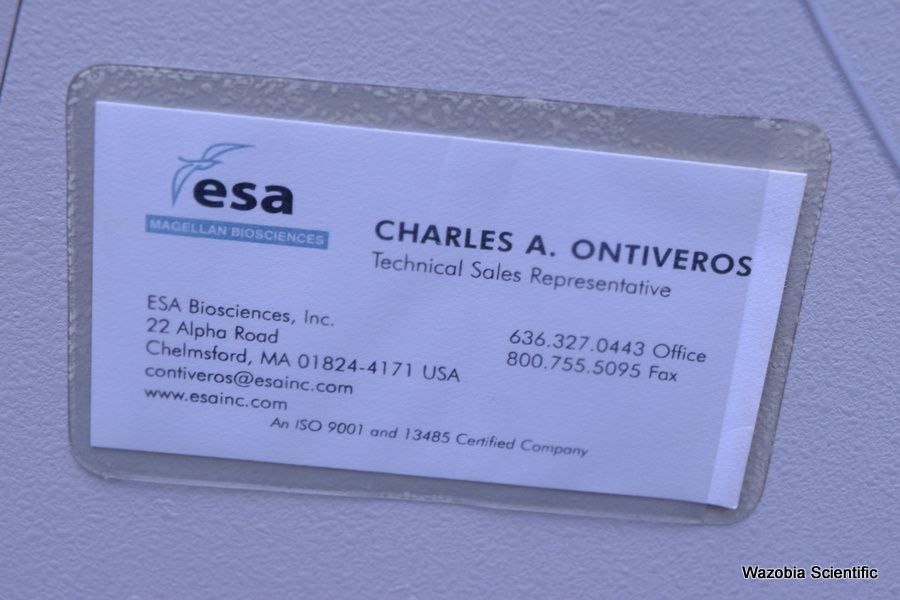 esa
MAGELLAN BIOSCIENCES
CHARLES A. ONTIVEROS
Technical Sales Representative
ESA Biosciences, Inc.
22 Alpha Road
Chelmsford, MA 01824-4171 USA
contiveros@esainc.com
www.esainc.com
636.327.0443 Office
800.755.5095 Fax
An ISO 9001 and 13485 Certified Company
Wazobia Scientific